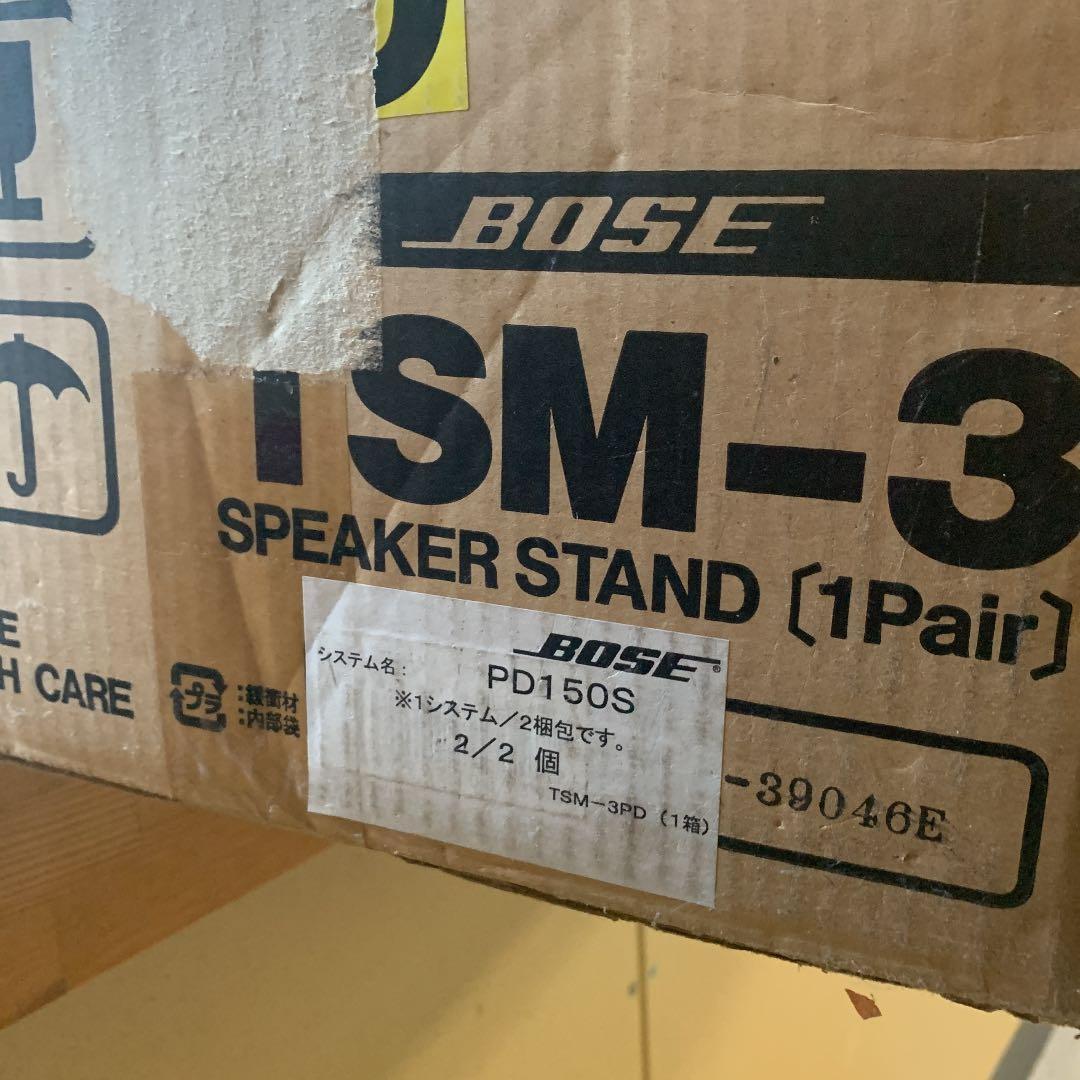 BOSE
TSM-3
SPEAKER STAND〔1Pair〕
E
H CARE
プラ
:緩衝材
:内部袋
BOSE®
システム名: PD150S
※1システム/2梱包です。
2/2 個
TSM-3PD (1箱)
-39046E